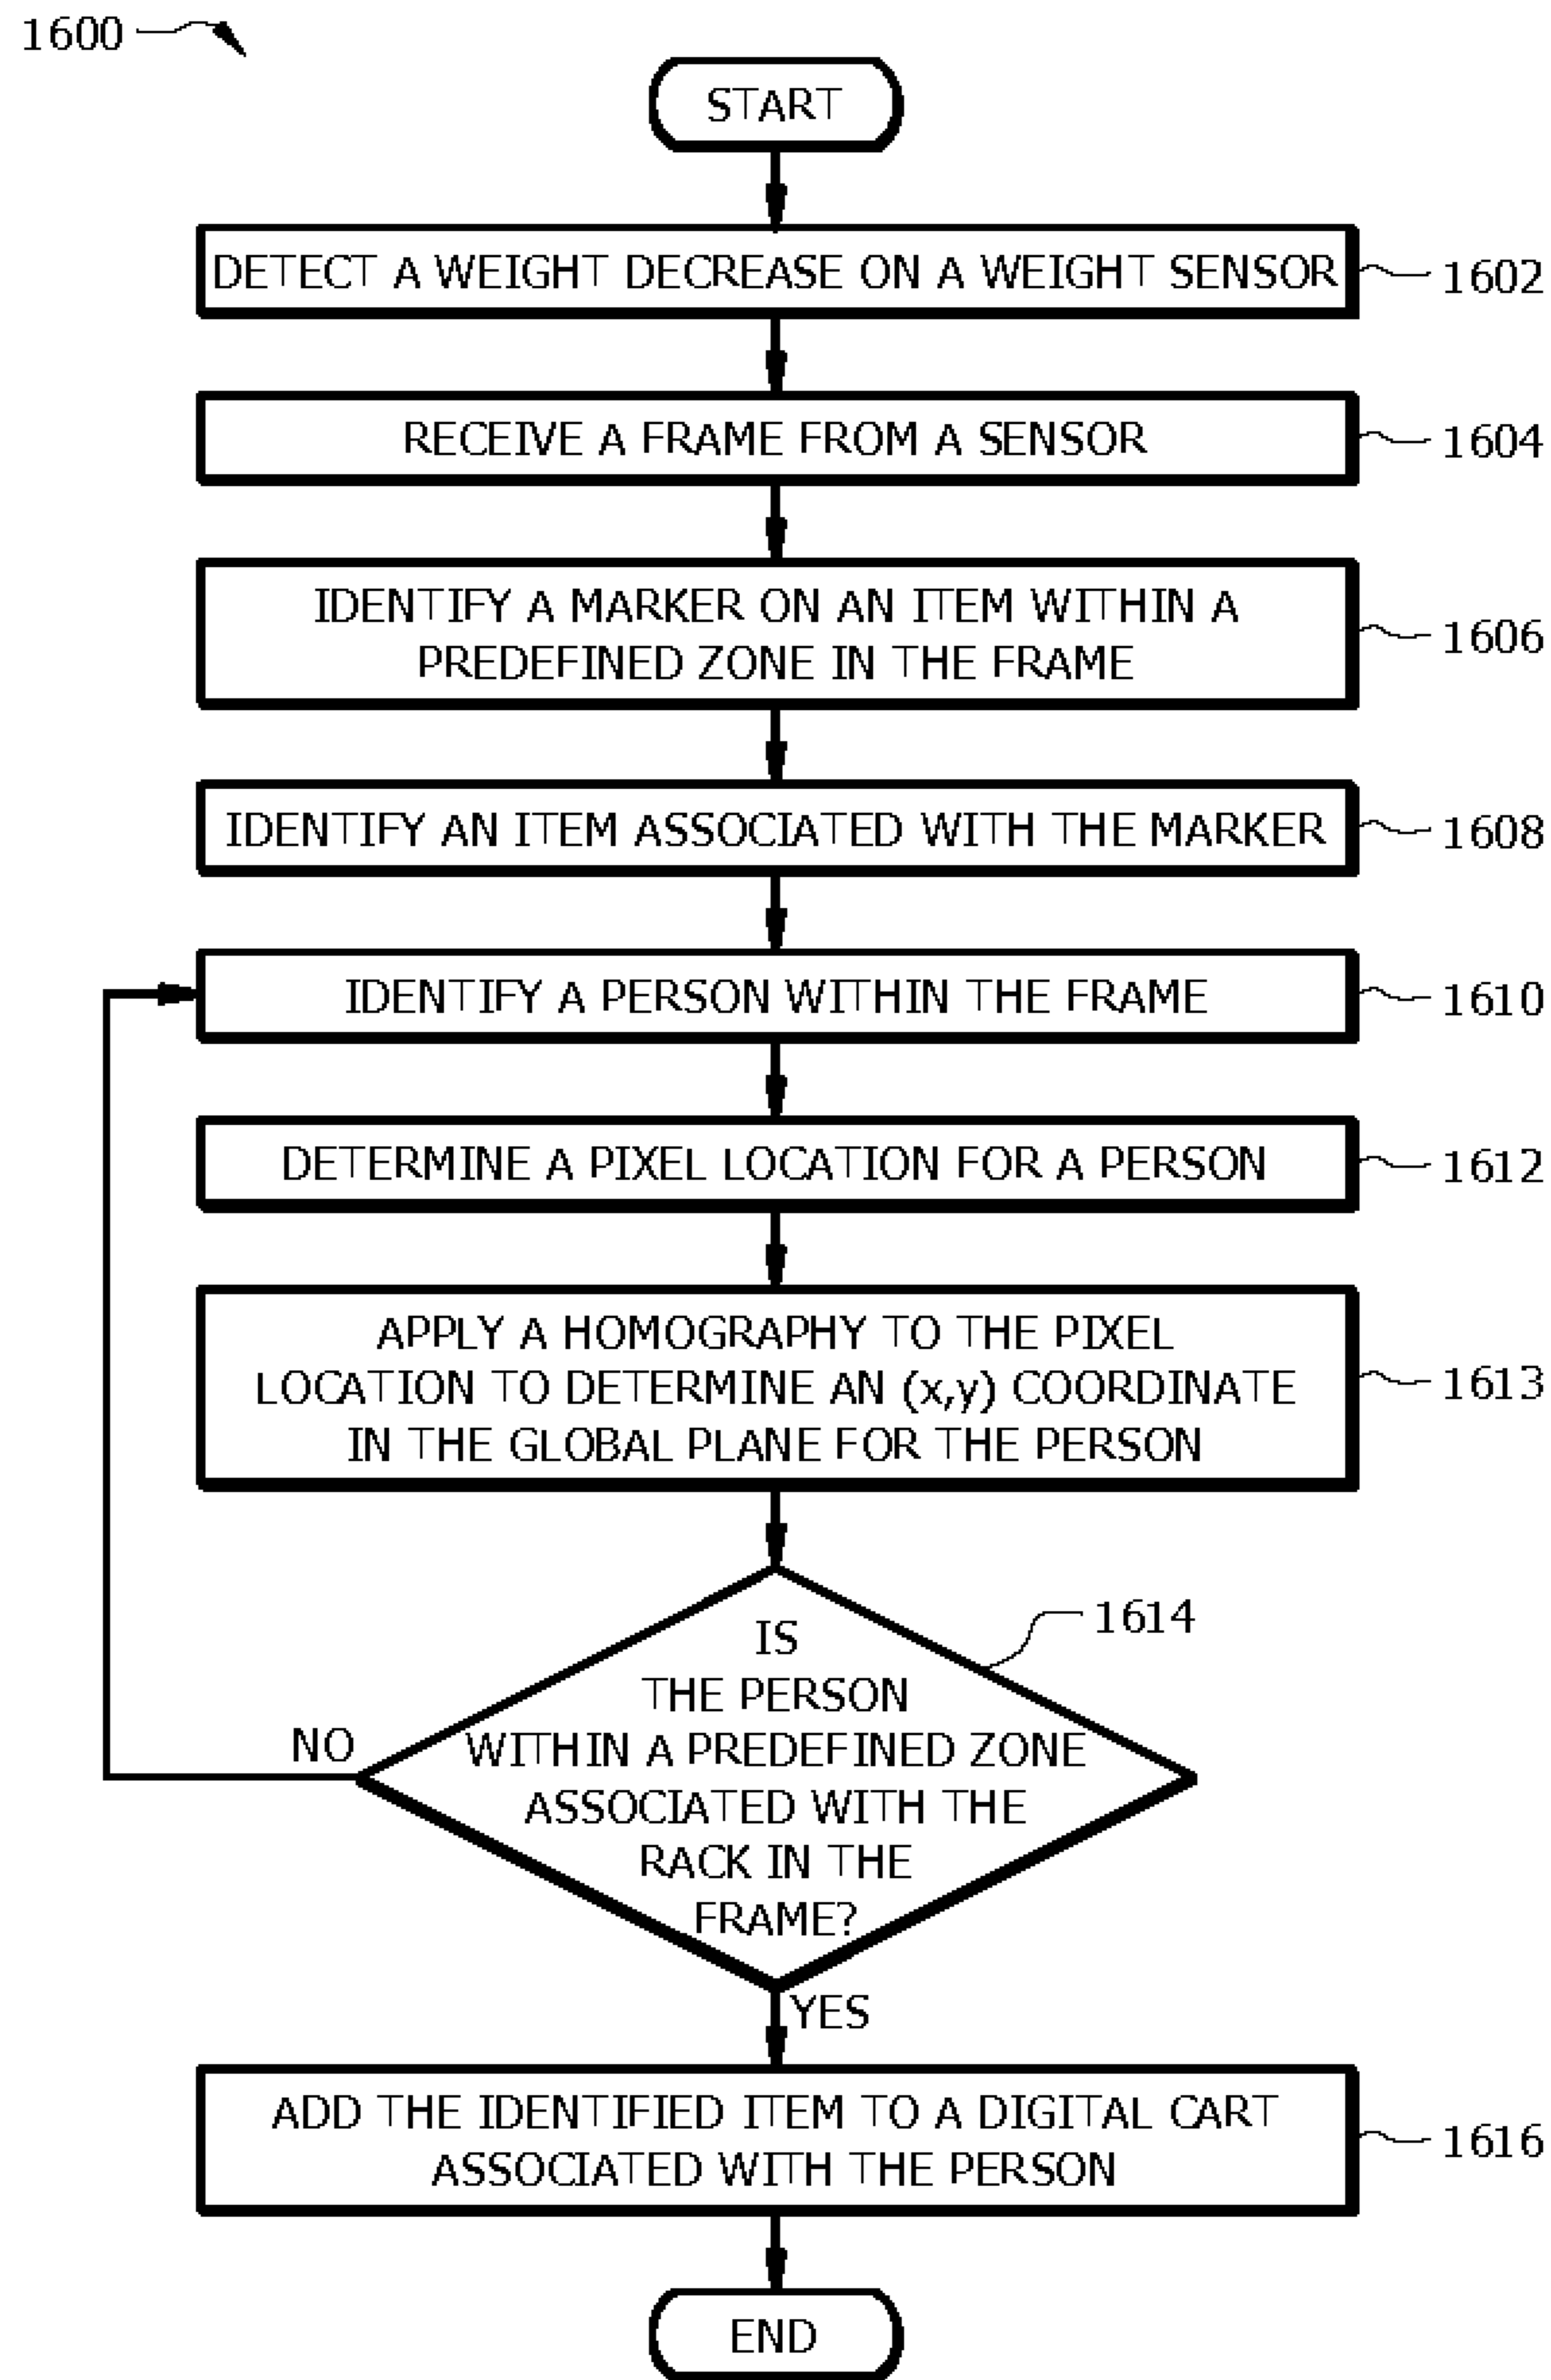 1600
START
DETECT A WEIGHT DECREASE ON A WEIGHT SENSOR
1602
RECEIVE A FRAME FROM A SENSOR
1604
IDENTIFY A MARKER ON AN ITEM WITHIN A
PREDEFINED ZONE IN THE FRAME
1606
IDENTIFY AN ITEM ASSOCIATED WITH THE MARKER
1608
IDENTIFY A PERSON WITHIN THE FRAME
1610
DETERMINE A PIXEL LOCATION FOR A PERSON
1612
APPLY A HOMOGRAPHY TO THE PIXEL
LOCATION TO DETERMINE AN (x,y) COORDINATE
IN THE GLOBAL PLANE FOR THE PERSON
1613
IS
THE PERSON
WITHIN A PREDEFINED ZONE
ASSOCIATED WITH THE
RACK IN THE
FRAME?
1614
NO
YES
ADD THE IDENTIFIED ITEM TO A DIGITAL CART
ASSOCIATED WITH THE PERSON
1616
END